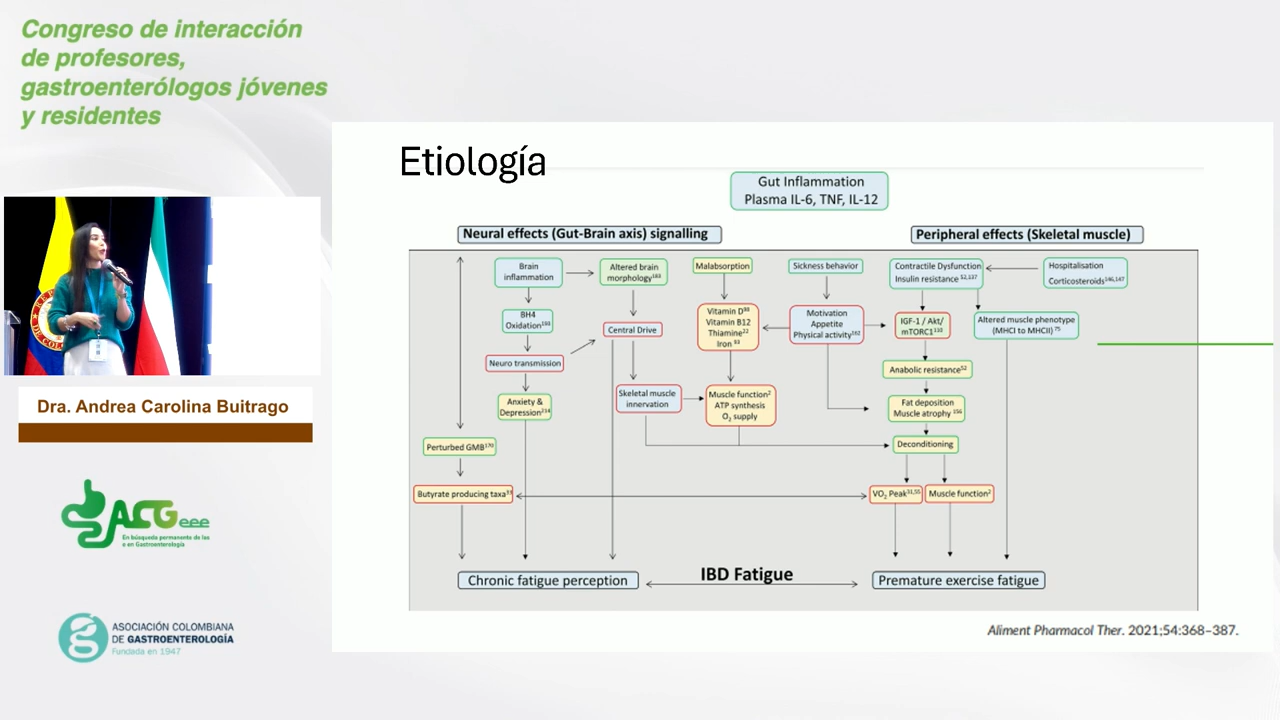 Congreso de interacción
de profesores,
gastroenterólogos jóvenes
y residentes
Etiología
Gut Inflammation
Plasma IL-6, TNF, IL-12
Neural effects (Gut-Brain axis) signalling
Peripheral effects (Skeletal muscle)
Brain
inflammation
Altered brain
morphology183
Malabsorption
Sickness behavior
Contractile Dysfunction
Insulin resistance 52,137
Hospitalisation
Corticosteroids146,147
BH4
Oxidation193
Central Drive
Vitamin D88
Vitamin B12
Thiamine22
Iron 93
Motivation
Appetite
Physical activity162
IGF-1 / Akt/
mTORC1110
Altered muscle phenotype
(MHCI to MHCII) 75
Neuro transmission
Anabolic resistance52
Anxiety &
Depression214
Skeletal muscle
innervation
Muscle function2
ATP synthesis
O2 supply
Fat deposition
Muscle atrophy 156
Perturbed GMB170
Deconditioning
Butyrate producing taxa
VO2 Peak31,55
Muscle function2
Chronic fatigue perception
IBD Fatigue
Premature exercise fatigue
Aliment Pharmacol Ther. 2021;54:368–387.
Dra. Andrea Carolina Buitrago
ACGeee
En búsqueda permanente de las
e en Gastroenterología
ASOCIACIÓN COLOMBIANA
DE GASTROENTEROLOGÍA
Fundada en 1947